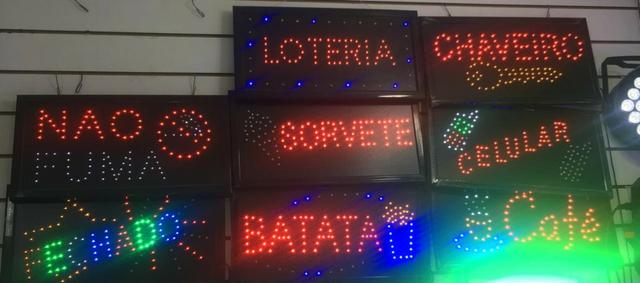 LOTERIA
CHAVEIRO
NAO
FUMA
SORVETE
CELULAR
FECHADO
BATATA
Café